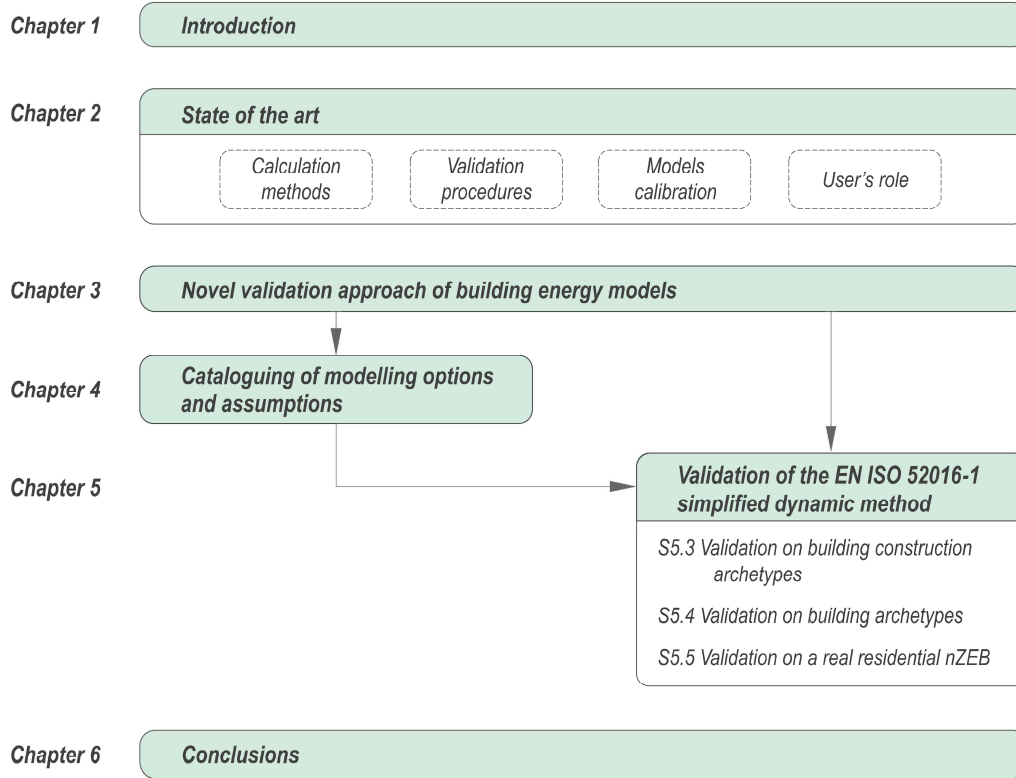 Chapter 1
Introduction
Chapter 2
State of the art
Calculation
methods
Validation
procedures
Models
calibration
User’s role
Chapter 3
Novel validation approach of building energy models
Chapter 4
Cataloguing of modelling options
and assumptions
Chapter 5
Validation of the EN ISO 52016-1
simplified dynamic method
S5.3 Validation on building construction
archetypes
S5.4 Validation on building archetypes
S5.5 Validation on a real residential nZEB
Chapter 6
Conclusions